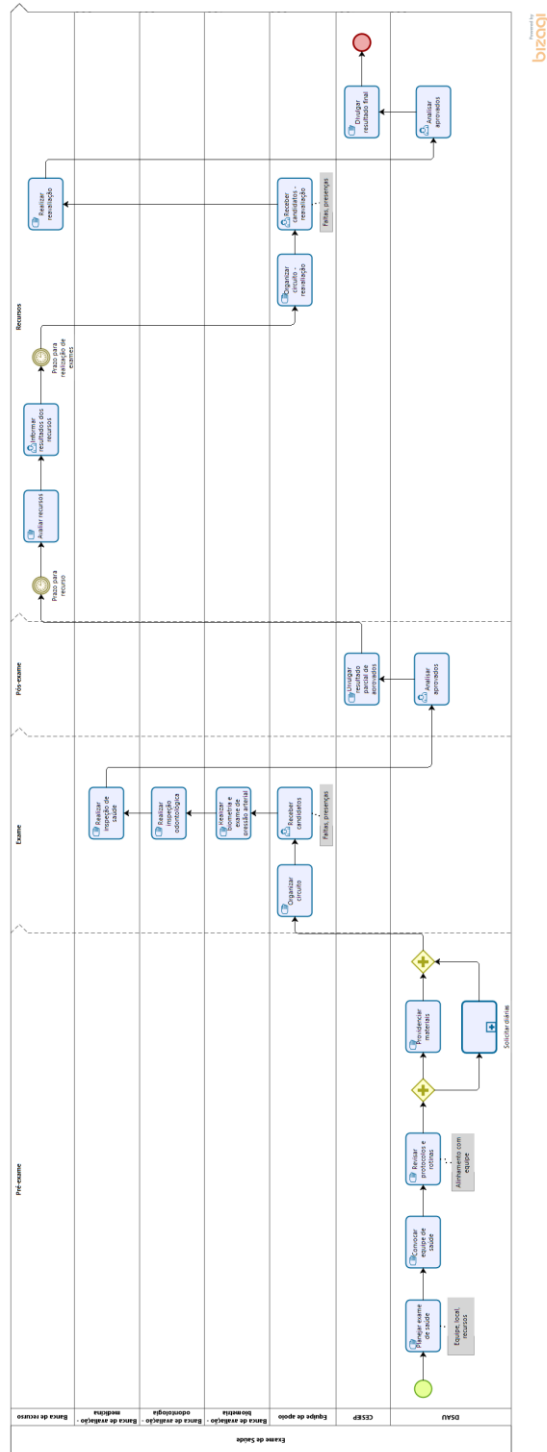 Powered by
bizagi
Exame de Saúde
Pré-exame
Exame
Pós-exame
Recursos
Banca de recurso
Banca de avaliação -
medicina
Banca de avaliação -
odontologia
Banca de avaliação -
biometria
Equipe de apoio
CESIEP
DSAU
Planejar exame
de saúde
Equipe, local,
recursos
Convocar
equipe de
saúde
Revisar
protocolos e
rotinas
Alinhamento com
equipe
Providenciar
materiais
Solicitar diárias
Organizar
circuito
Receber
candidatos
Faltas, presenças
Realizar
biometria e
exame de
pressão arterial
Realizar
inspeção
odontológica
Realizar
inspeção de
saúde
Analisar
aprovados
Divulgar
resultado
parcial de
aprovados
Prazo para
recurso
Avaliar recursos
Informar
resultados dos
recursos
Prazo para
realização de
exames
Organizar
circuito -
reavaliação
Receber
candidatos -
reavaliação
Faltas, presenças
Realizar
reavaliação
Analisar
aprovados
Divulgar
resultado final